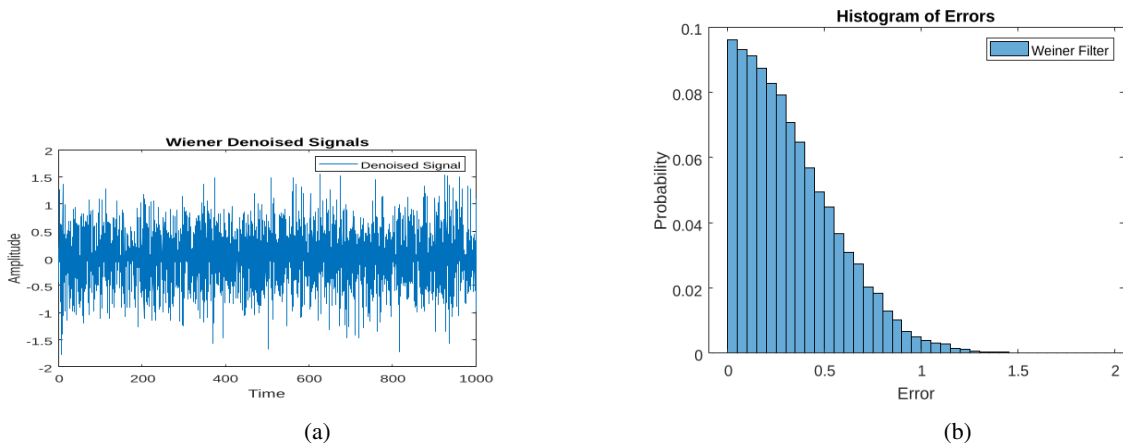 Wiener Denoised Signals
Denoised Signal
2
1.5
1
0.5
0
-0.5
-1
-1.5
-2
Amplitude
0 200 400 600 800 1000
Time
(a)
Histogram of Errors
Weiner Filter
0.1
0.08
0.06
0.04
0.02
0
Probability
0 0.5 1 1.5 2
Error
(b)